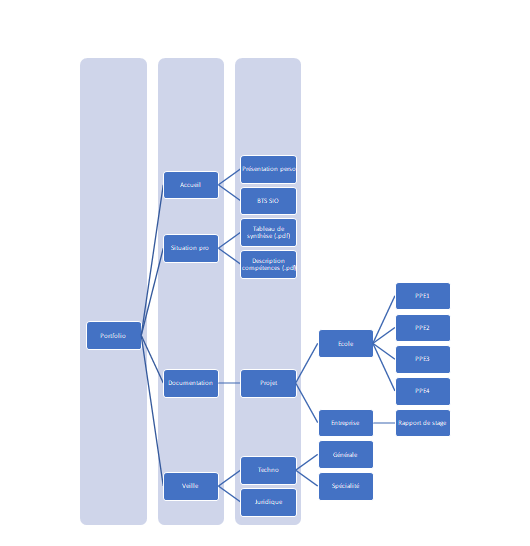 Portfolio
Accueil
Présentation perso
BTS SIO
Situation pro
Tableau de
synthèse (.pdf)
Description
compétences (.pdf
Documentation
Projet
Ecole
PPE1
PPE2
PPE3
PPE4
Entreprise
Rapport de stage
Veille
Techno
Générale
Spécialité
Juridique